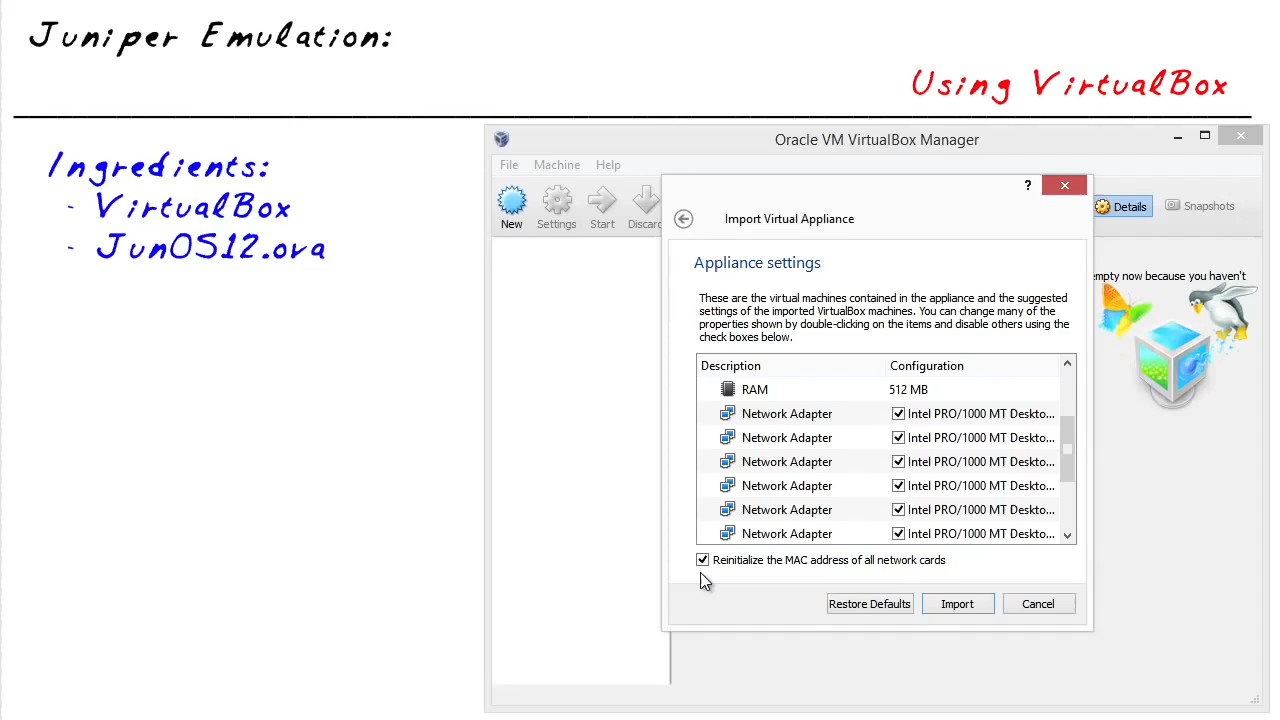 Juniper Emulation:
Using VirtualBox
Ingredients:
- VirtualBox
- JunOS12.ova
Oracle VM VirtualBox Manager
File Machine Help
New Settings Start Discard
Details Snapshots
empty now because you haven't
?
Import Virtual Appliance
Appliance settings
These are the virtual machines contained in the appliance and the suggested
settings of the imported VirtualBox machines. You can change many of the
properties shown by double-clicking on the items and disable others using the
check boxes below.
Description Configuration
RAM 512 MB
Network Adapter Intel PRO/1000 MT Deskto...
Network Adapter Intel PRO/1000 MT Deskto...
Network Adapter Intel PRO/1000 MT Deskto...
Network Adapter Intel PRO/1000 MT Deskto...
Network Adapter Intel PRO/1000 MT Deskto...
Network Adapter Intel PRO/1000 MT Deskto...
Reinitialize the MAC address of all network cards
Restore Defaults Import Cancel